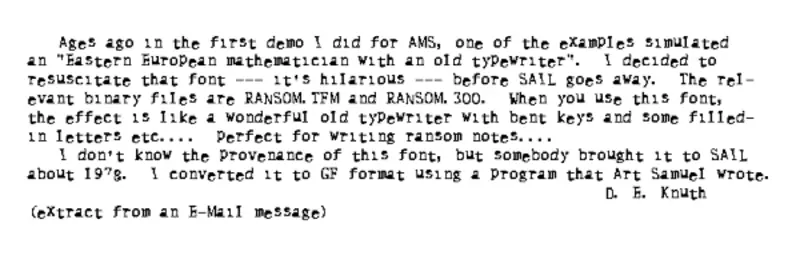 Ages ago in the first demo I did for AMS, one of the examples simulated
an "Eastern European mathematician with an old typewriter".  I decided to
resuscitate that font --- it's hilarious --- before SAIL goes away.  The rel-
evant binary files are RANSOM.TFM and RANSOM.300.  When you use this font,
the effect is like a wonderful old typewriter with bent keys and some filled-
in letters etc....  Perfect for writing ransom notes....
I don't know the provenance of this font, but somebody brought it to SAIL
about 1978.  I converted it to GF format using a program that Art Samuel wrote.
D. E. Knuth
(extract from an E-Mail message)